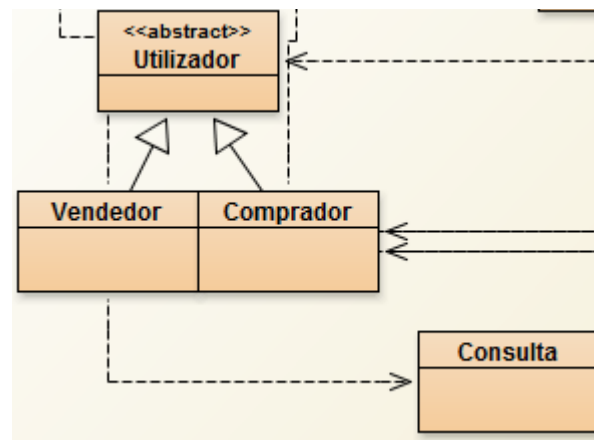 <<abstract>>
Utilizador
Vendedor
Comprador
Consulta